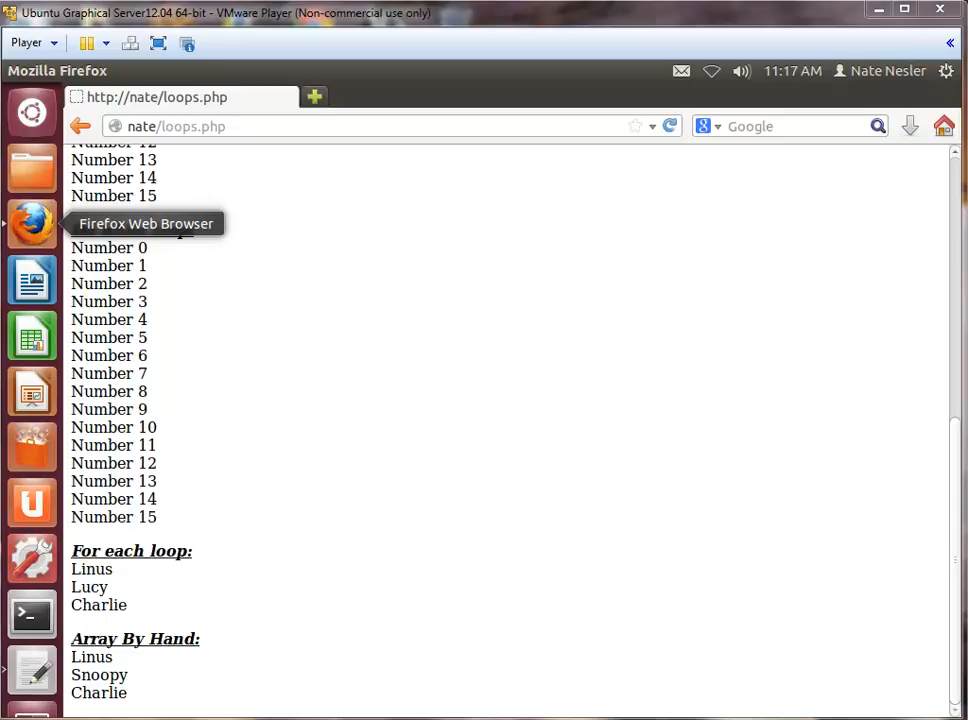 Ubuntu Graphical Server12.04 64-bit - VMware Player (Non-commercial use only)
Player
Mozilla Firefox
11:17 AM
Nate Nesler
http://nate/loops.php
nate/loops.php
Google
Number 12
Number 13
Number 14
Number 15
Firefox Web Browser
Number 0
Number 1
Number 2
Number 3
Number 4
Number 5
Number 6
Number 7
Number 8
Number 9
Number 10
Number 11
Number 12
Number 13
Number 14
Number 15
For each loop:
Linus
Lucy
Charlie
Array By Hand:
Linus
Snoopy
Charlie